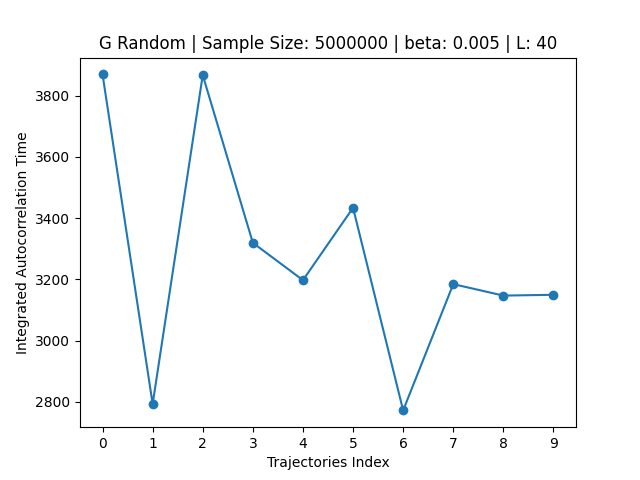 G Random | Sample Size: 5000000 | beta: 0.005 | L: 40
Integrated Autocorrelation Time
3800
3600
3400
3200
3000
2800
0 1 2 3 4 5 6 7 8 9
Trajectories Index